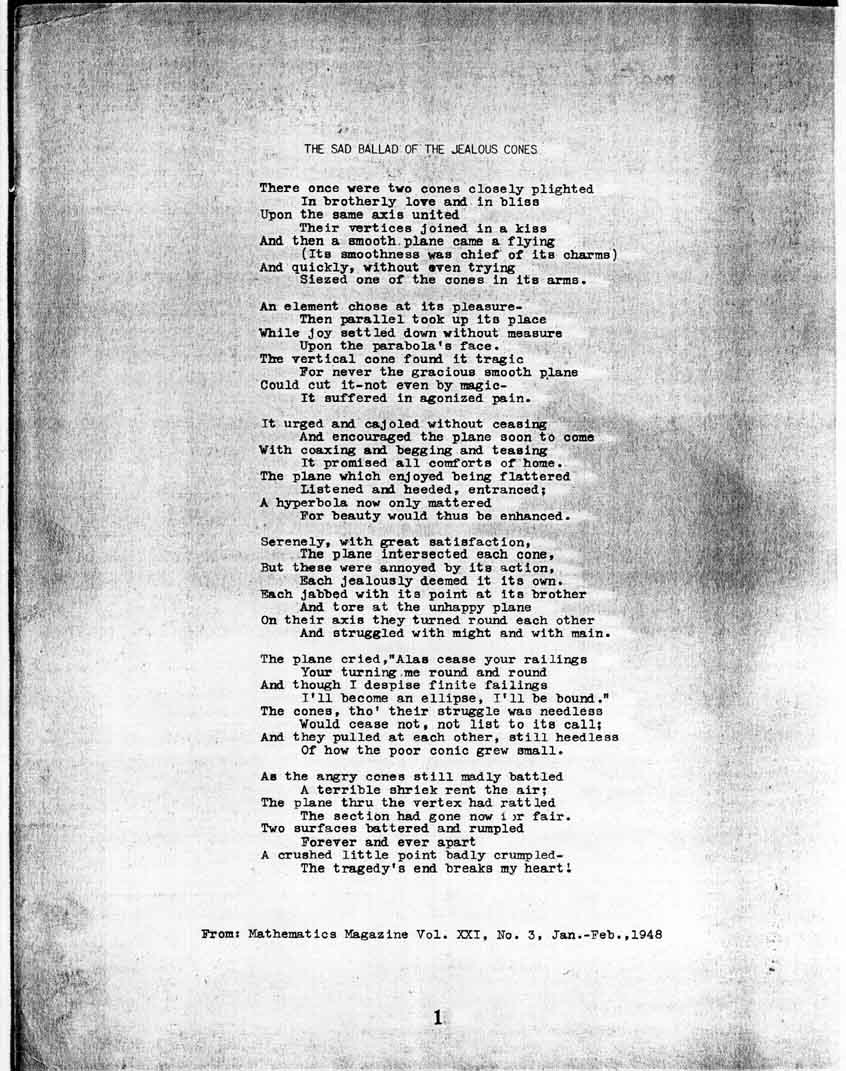 THE SAD BALLAD OF THE JEALOUS CONES
There once were two cones closely plighted
In brotherly love and in bliss
Upon the same axis united
Their vertices joined in a kiss
And then a smooth plane came a flying
(Its smoothness was chief of its charms)
And quickly, without even trying
Siezed one of the cones in its arms.
An element chose at its pleasure-
Then parallel took up its place
While joy settled down without measure
Upon the parabola's face.
The vertical cone found it tragic
For never the gracious smooth plane
Could cut it-not even by magic-
It suffered in agonized pain.
It urged and cajoled without ceasing
And encouraged the plane soon to come
With coaxing and begging and teasing
It promised all comforts of home.
The plane which enjoyed being flattered
Listened and heeded, entranced;
A hyperbola now only mattered
For beauty would thus be enhanced.
Serenely, with great satisfaction,
The plane intersected each cone,
But these were annoyed by its action,
Each jealously deemed it its own.
Each jabbed with its point at its brother
And tore at the unhappy plane
On their axis they turned round each other
And struggled with might and with main.
The plane cried,"Alas cease your railings
Your turning me round and round
And though I despise finite failings
I'll become an ellipse, I'll be bound."
The cones, tho' their struggle was needless
Would cease not, not list to its call;
And they pulled at each other, still heedless
Of how the poor conic grew small.
As the angry cones still madly battled
A terrible shriek rent the air;
The plane thru the vertex had rattled
The section had gone now fair.
Two surfaces battered and rumpled
Forever and ever apart
A crushed little point badly crumpled-
The tragedy's end breaks my heart!
From: Mathematics Magazine Vol. XXI, No. 3, Jan.-Feb.,1948
1